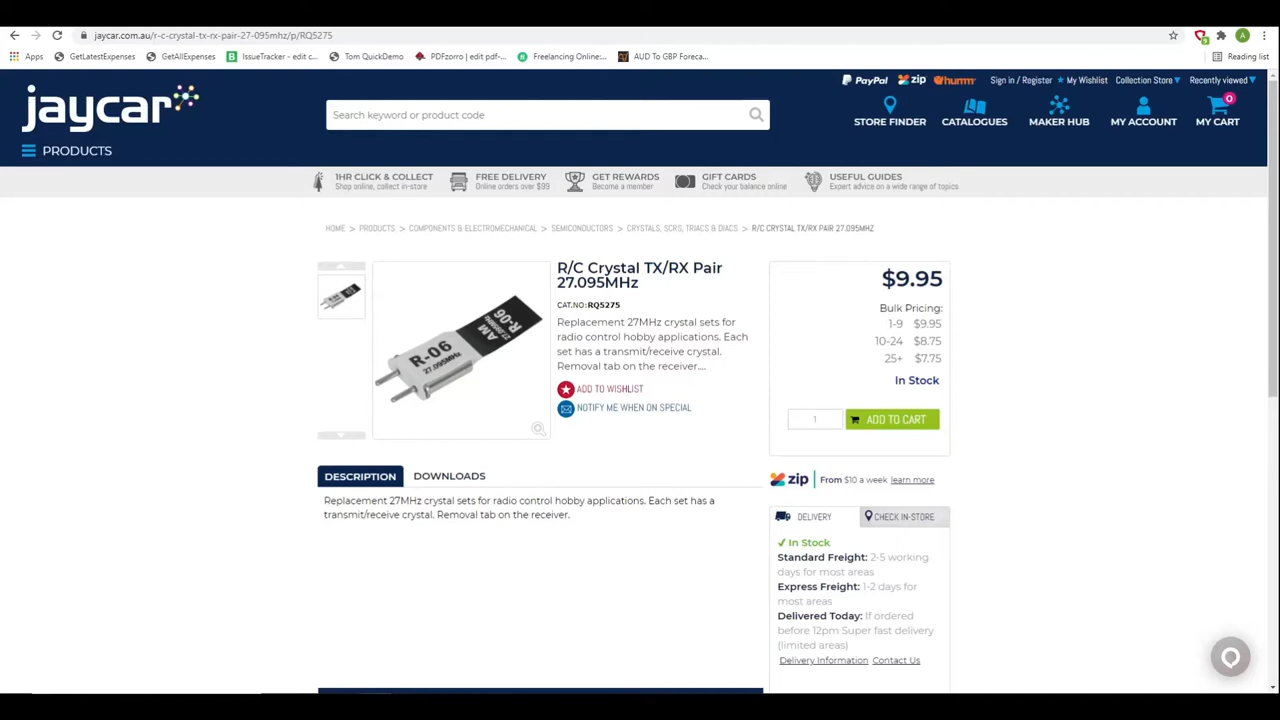 jaycar.com.au/r-c-crystal-tx-rx-pair-27-095mhz/p/RQ5275
Apps GetLatestExpenses GetAllExpenses IssueTracker - edit c... Tom QuickDemo PDFzorro | edit pdf-... Freelancing Online:... AUD To GBP Foreca... Reading list
PayPal zip humm Sign in / Register My Wishlist Collection Store Recently viewed
jaycar
Search keyword or product code
0
STORE FINDER CATALOGUES MAKER HUB MY ACCOUNT MY CART
PRODUCTS
1HR CLICK & COLLECT FREE DELIVERY GET REWARDS GIFT CARDS USEFUL GUIDES
Shop online, collect in-store Online orders over $99 Become a member Check your balance online Expert advice on a wide range of topics
HOME > PRODUCTS > COMPONENTS & ELECTROMECHANICAL > SEMICONDUCTORS > CRYSTALS, SCRS, TRIACS & DIACS > R/C CRYSTAL TX/RX PAIR 27.095MHZ
R-06
27.095MHz
AM
R-06
27.095MHz
R/C Crystal TX/RX Pair
27.095MHz
CAT.NO:RQ5275
Replacement 27MHz crystal sets for
radio control hobby applications. Each
set has a transmit/receive crystal.
Removal tab on the receiver....
ADD TO WISHLIST
NOTIFY ME WHEN ON SPECIAL
$9.95
Bulk Pricing:
1-9 $9.95
10-24 $8.75
25+ $7.75
In Stock
1 ADD TO CART
DESCRIPTION DOWNLOADS
Replacement 27MHz crystal sets for radio control hobby applications. Each set has a
transmit/receive crystal. Removal tab on the receiver.
zip From $10 a week learn more
DELIVERY CHECK IN-STORE
In Stock
Standard Freight: 2-5 working
days for most areas
Express Freight: 1-2 days for
most areas
Delivered Today: If ordered
before 12pm Super fast delivery
(limited areas)
Delivery Information Contact Us